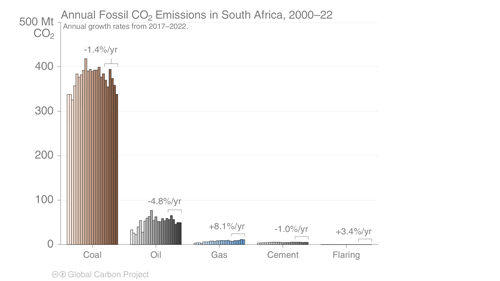 Annual Fossil CO₂ Emissions in South Africa, 2000–22
500 Mt
CO₂
Annual growth rates from 2017–2022.
-1.4%/yr
400
300
200
-4.8%/yr
100
+8.1%/yr
-1.0%/yr
+3.4%/yr
0
Coal
Oil
Gas
Cement
Flaring
Global Carbon Project